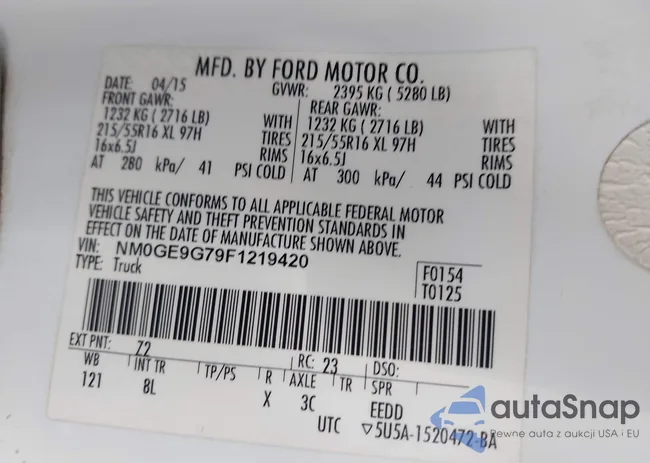 MFD. BY FORD MOTOR CO.
DATE: 04/15 GVWR: 2395 KG ( 5280 LB)
FRONT GAWR: REAR GAWR:
1232 KG (2716 LB) WITH 1232 KG (2716 LB) WITH
215/55R16 XL 97H TIRES 215/55R16 XL 97H TIRES
16x6.5J RIMS 16x6.5J RIMS
AT 280 kPa/ 41 PSI COLD AT 300 kPa/ 44 PSI COLD
THIS VEHICLE CONFORMS TO ALL APPLICABLE FEDERAL MOTOR
VEHICLE SAFETY AND THEFT PREVENTION STANDARDS IN
EFFECT ON THE DATE OF MANUFACTURE SHOWN ABOVE.
VIN: NM0GE9G79F1219420
TYPE: Truck
F0154
T0125
EXT PNT: Z2 RC: 23 DSO:
WB INT TR TP/PS R AXLE TR SPR
121 8L X 3C EEDD
UTC ▽5U5A-1520472-BA
autaSnap
Pewne auta z aukcji USA i EU